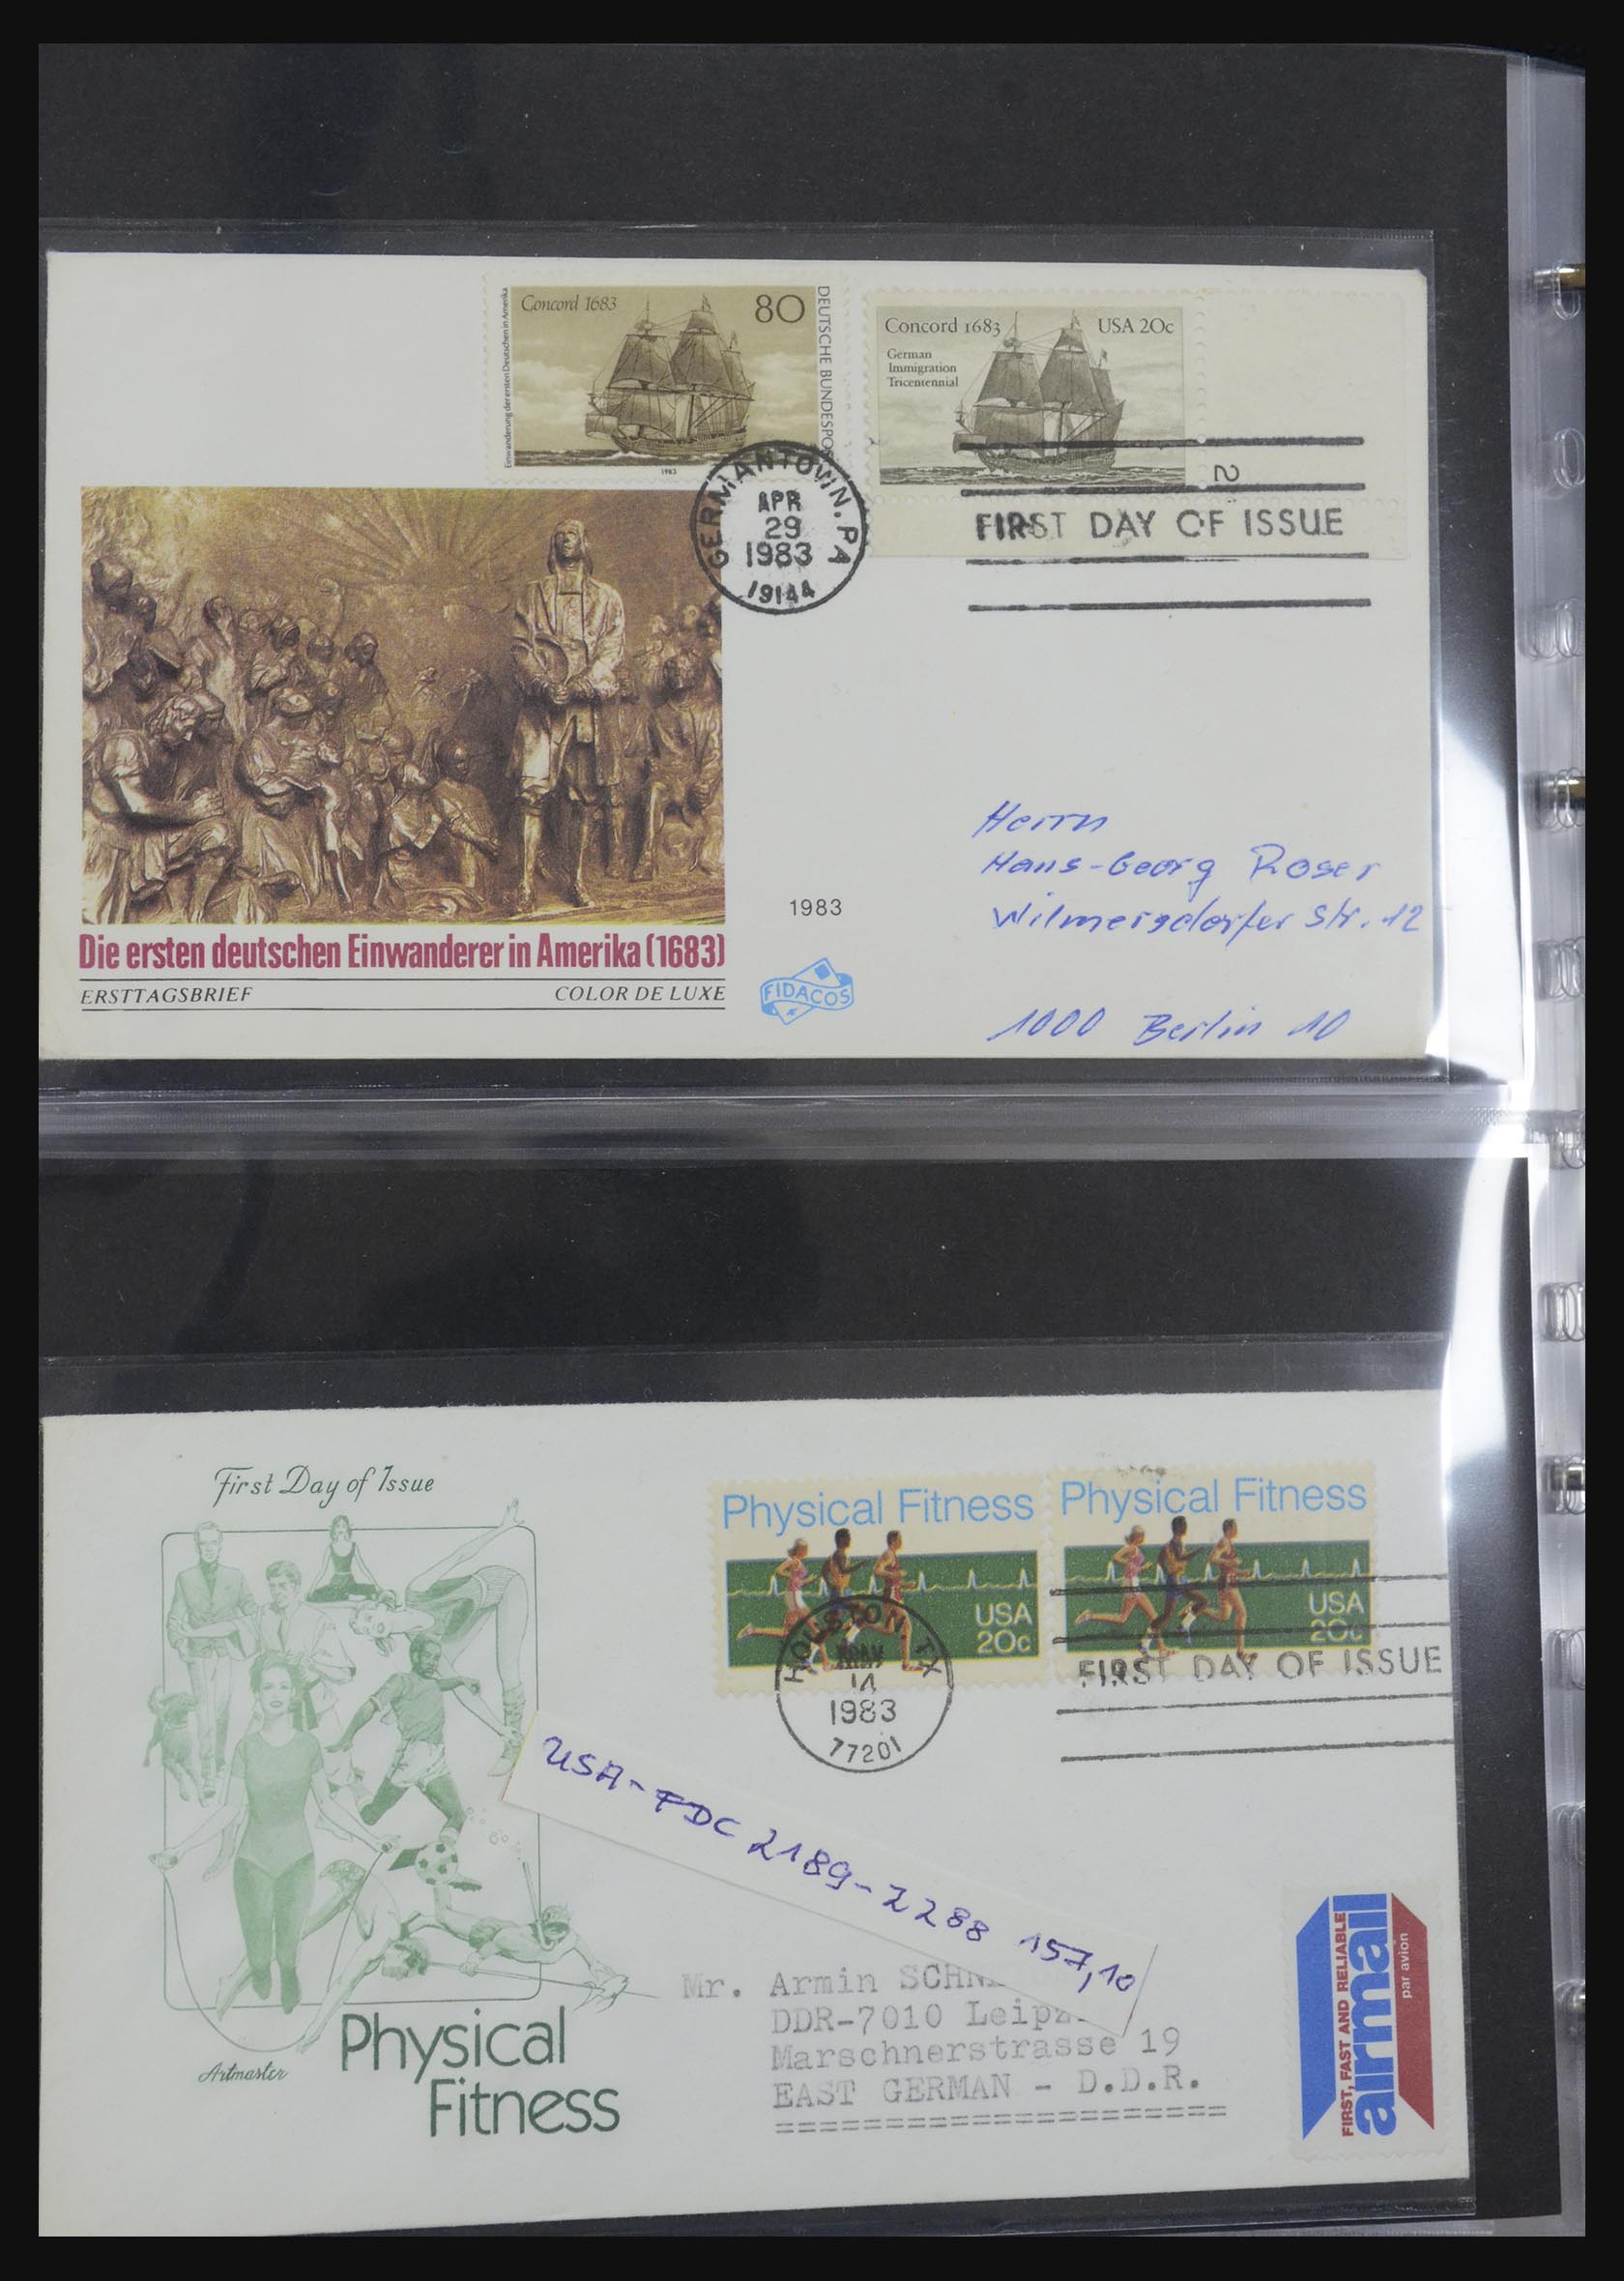 Concord 1683
80
DEUTSCHE
Einwanderung der ersten Deutschen in Amerika
1983
Concord 1683
USA 20c
German
Immigration
Tricentennial
2
GERMANTOWN. PA
APR
29
1983
19144
FIRST DAY OF ISSUE
Herrn
Hans-Georg Roser
Wilmersdorfer Str. 12
1000 Berlin 10
1983
Die ersten deutschen Einwanderer in Amerika (1683)
ERSTTAGSBRIEF
COLOR DE LUXE
FIDACOS
First Day of Issue
Physical Fitness
USA
20c
Physical Fitness
USA
20c
HOUSTON TX
14
1983
77201
FIRST DAY OF ISSUE
USA-FDC 2189-2288 157,10
Mr. Armin
DDR-7010
Marschnerstrasse 19
EAST GERMAN - D.D.R.
=====================
Artmaster
Physical
Fitness
FIRST, FAST AND RELIABLE
airmail
par avion